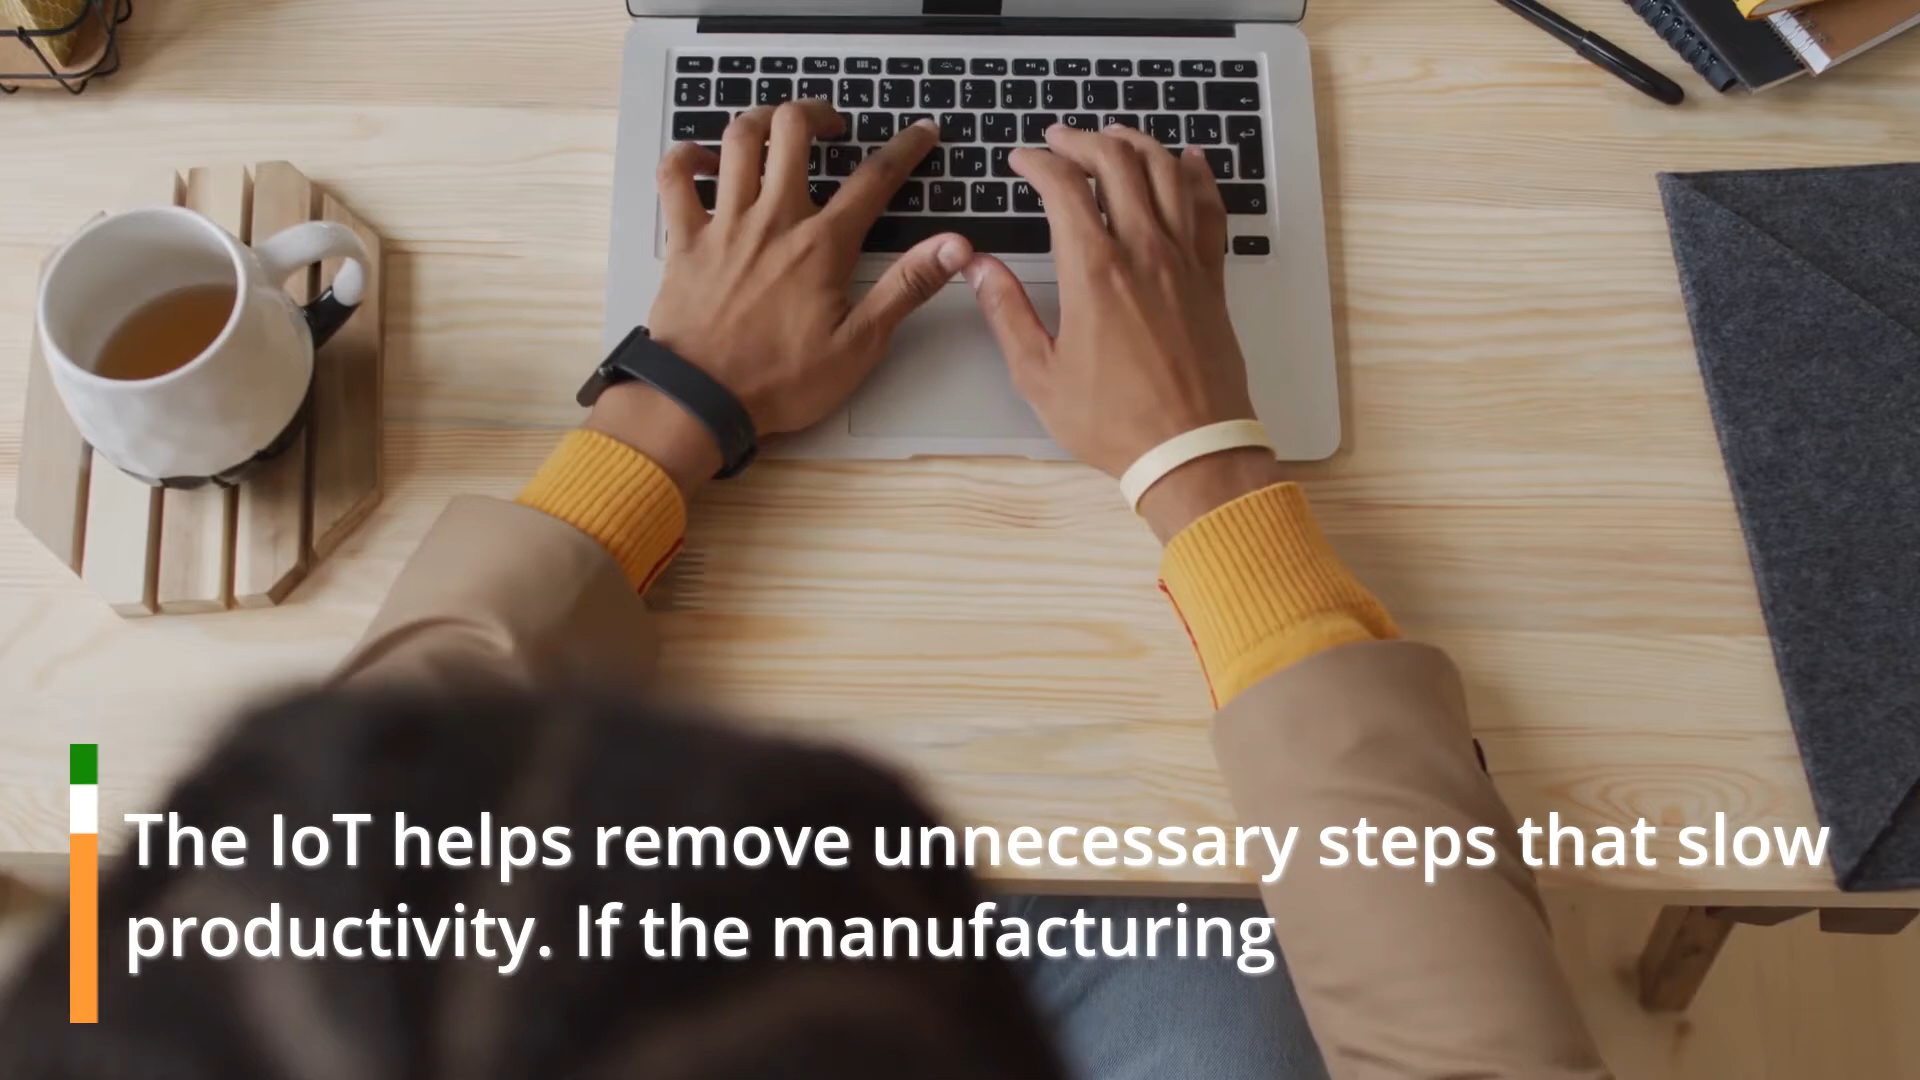 The IoT helps remove unnecessary steps that slow
productivity. If the manufacturing